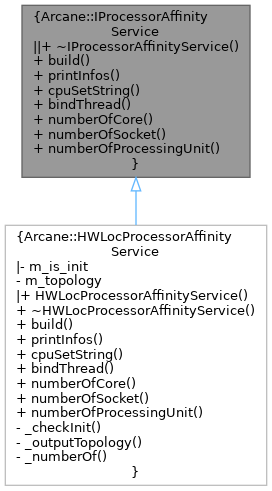 {Arcane::IProcessorAffinity
Service
||+ ~IProcessorAffinityService()
+ build()
+ printInfos()
+ cpuSetString()
+ bindThread()
+ numberOfCore()
+ numberOfSocket()
+ numberOfProcessingUnit()
}
{Arcane::HWLocProcessorAffinity
Service
|- m_is_init
- m_topology
|+ HWLocProcessorAffinityService()
+ ~HWLocProcessorAffinityService()
+ build()
+ printInfos()
+ cpuSetString()
+ bindThread()
+ numberOfCore()
+ numberOfSocket()
+ numberOfProcessingUnit()
- _checkInit()
- _outputTopology()
- _numberOf()
}